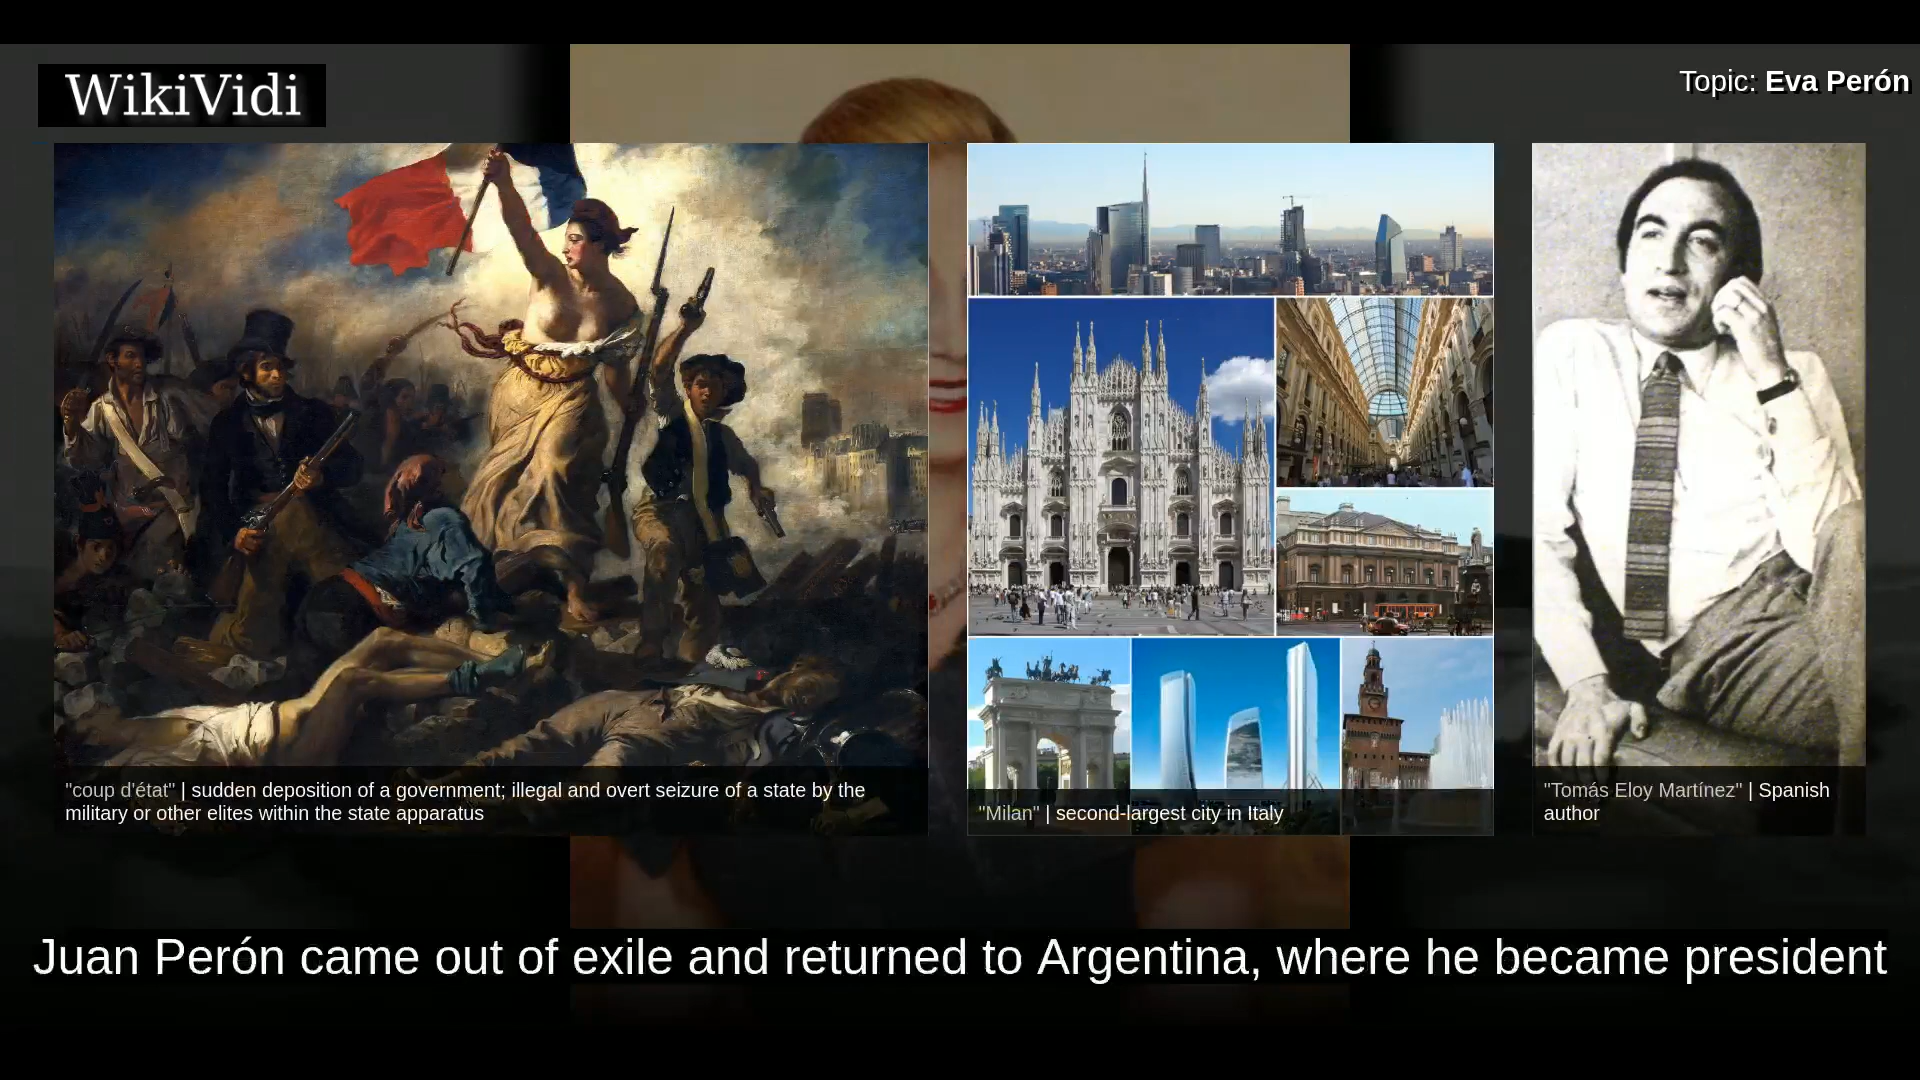 WikiVidi
Topic: Eva Perón
"coup d'état" | sudden deposition of a government; illegal and overt seizure of a state by the
military or other elites within the state apparatus
"Milan" | second-largest city in Italy
"Tomás Eloy Martínez" | Spanish
author
Juan Perón came out of exile and returned to Argentina, where he became president